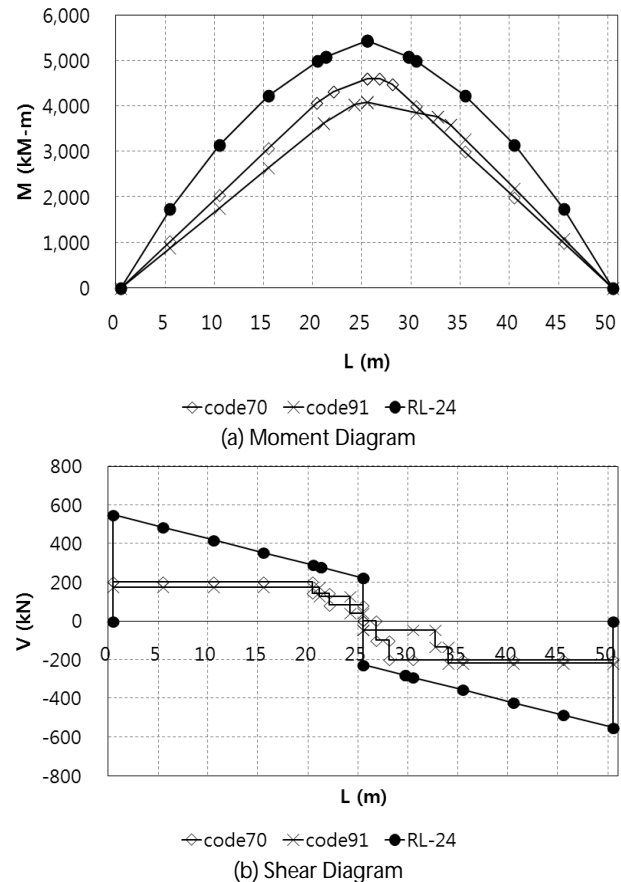 6,000
5,000
4,000
3,000
2,000
1,000
0
M (kM-m)
0 5 10 15 20 25 30 35 40 45 50
L (m)
code70 code91 RL-24
(a) Moment Diagram
800
600
400
200
0
-200
-400
-600
-800
V (kN)
0 5 10 15 20 25 30 35 40 45 50
L (m)
code70 code91 RL-24
(b) Shear Diagram